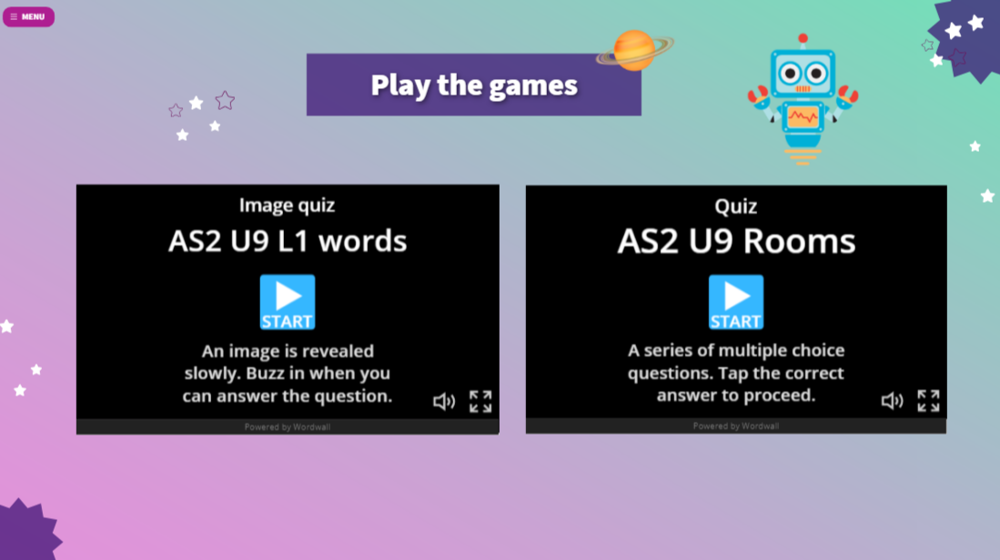 MENU
Play the games
Image quiz
AS2 U9 L1 words
START
An image is revealed
slowly. Buzz in when you
can answer the question.
Powered by Wordwall
Quiz
AS2 U9 Rooms
START
A series of multiple choice
questions. Tap the correct
answer to proceed.
Powered by Wordwall